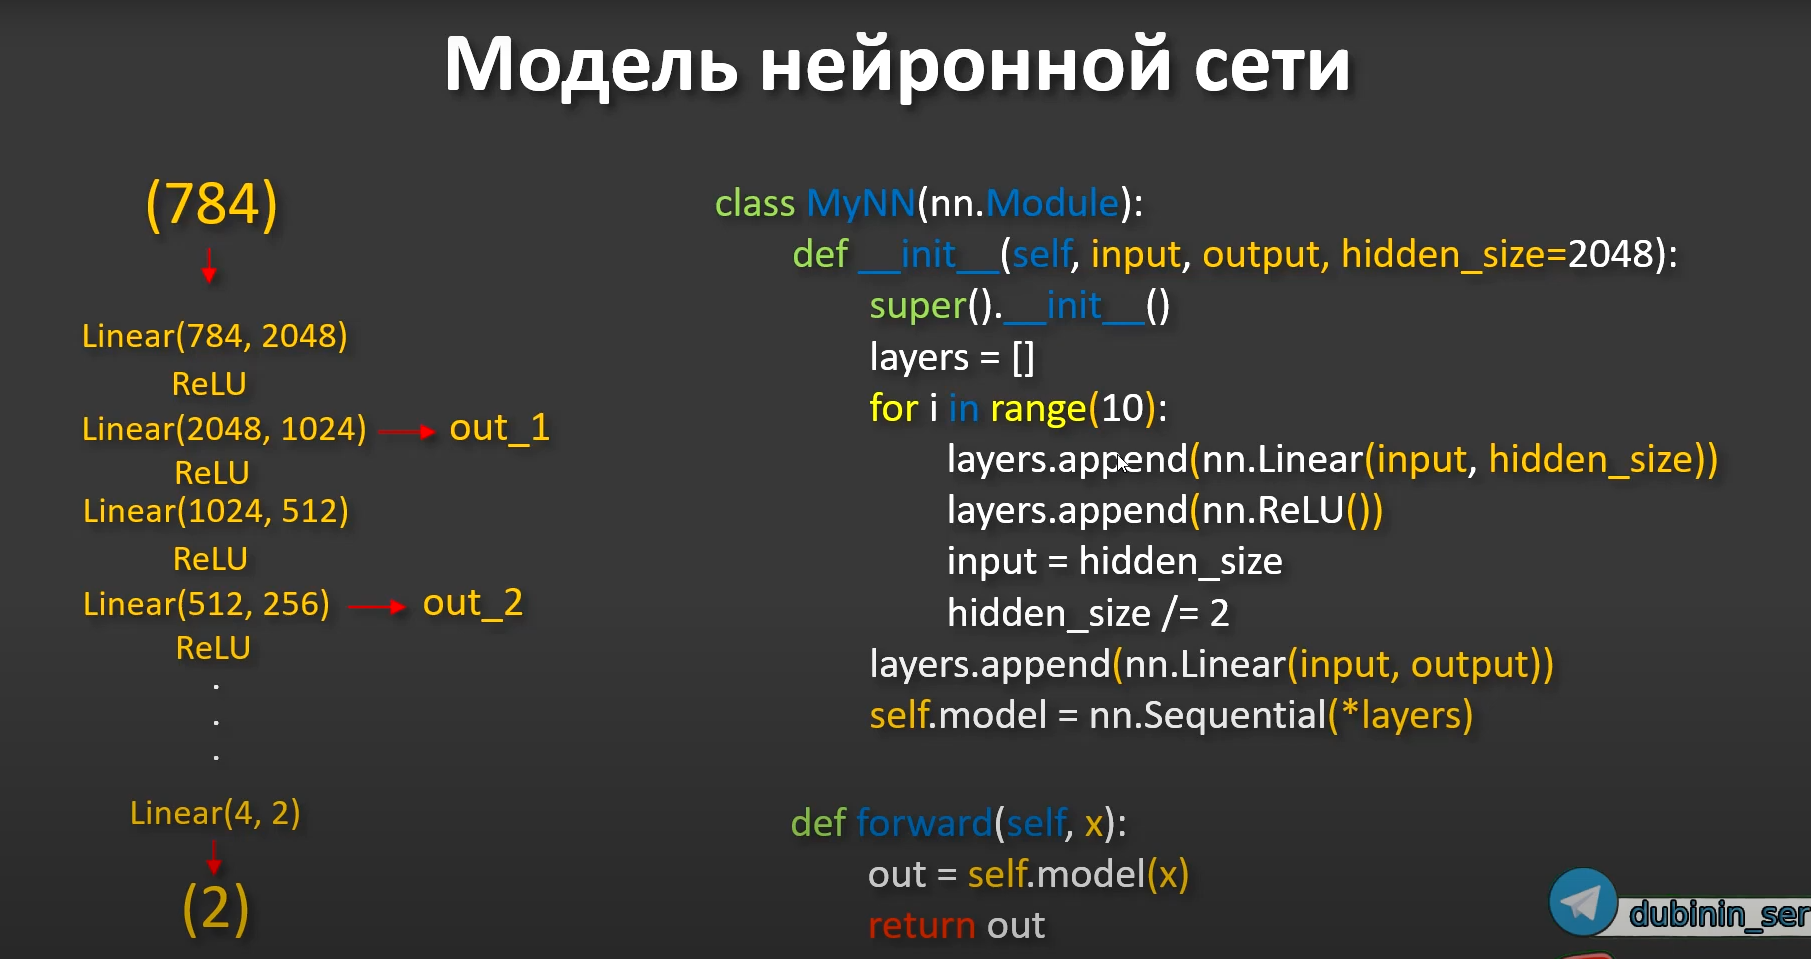 Модель нейронной сети
(784)
Linear(784, 2048)
ReLU
Linear(2048, 1024) out_1
ReLU
Linear(1024, 512)
ReLU
Linear(512, 256) out_2
ReLU
.
.
.
Linear(4, 2)
(2)
class MyNN(nn.Module):
def __init__(self, input, output, hidden_size=2048):
super().__init__()
layers = []
for i in range(10):
layers.append(nn.Linear(input, hidden_size))
layers.append(nn.ReLU())
input = hidden_size
hidden_size /= 2
layers.append(nn.Linear(input, output))
self.model = nn.Sequential(*layers)
def forward(self, x):
out = self.model(x)
return out
dubinin_ser